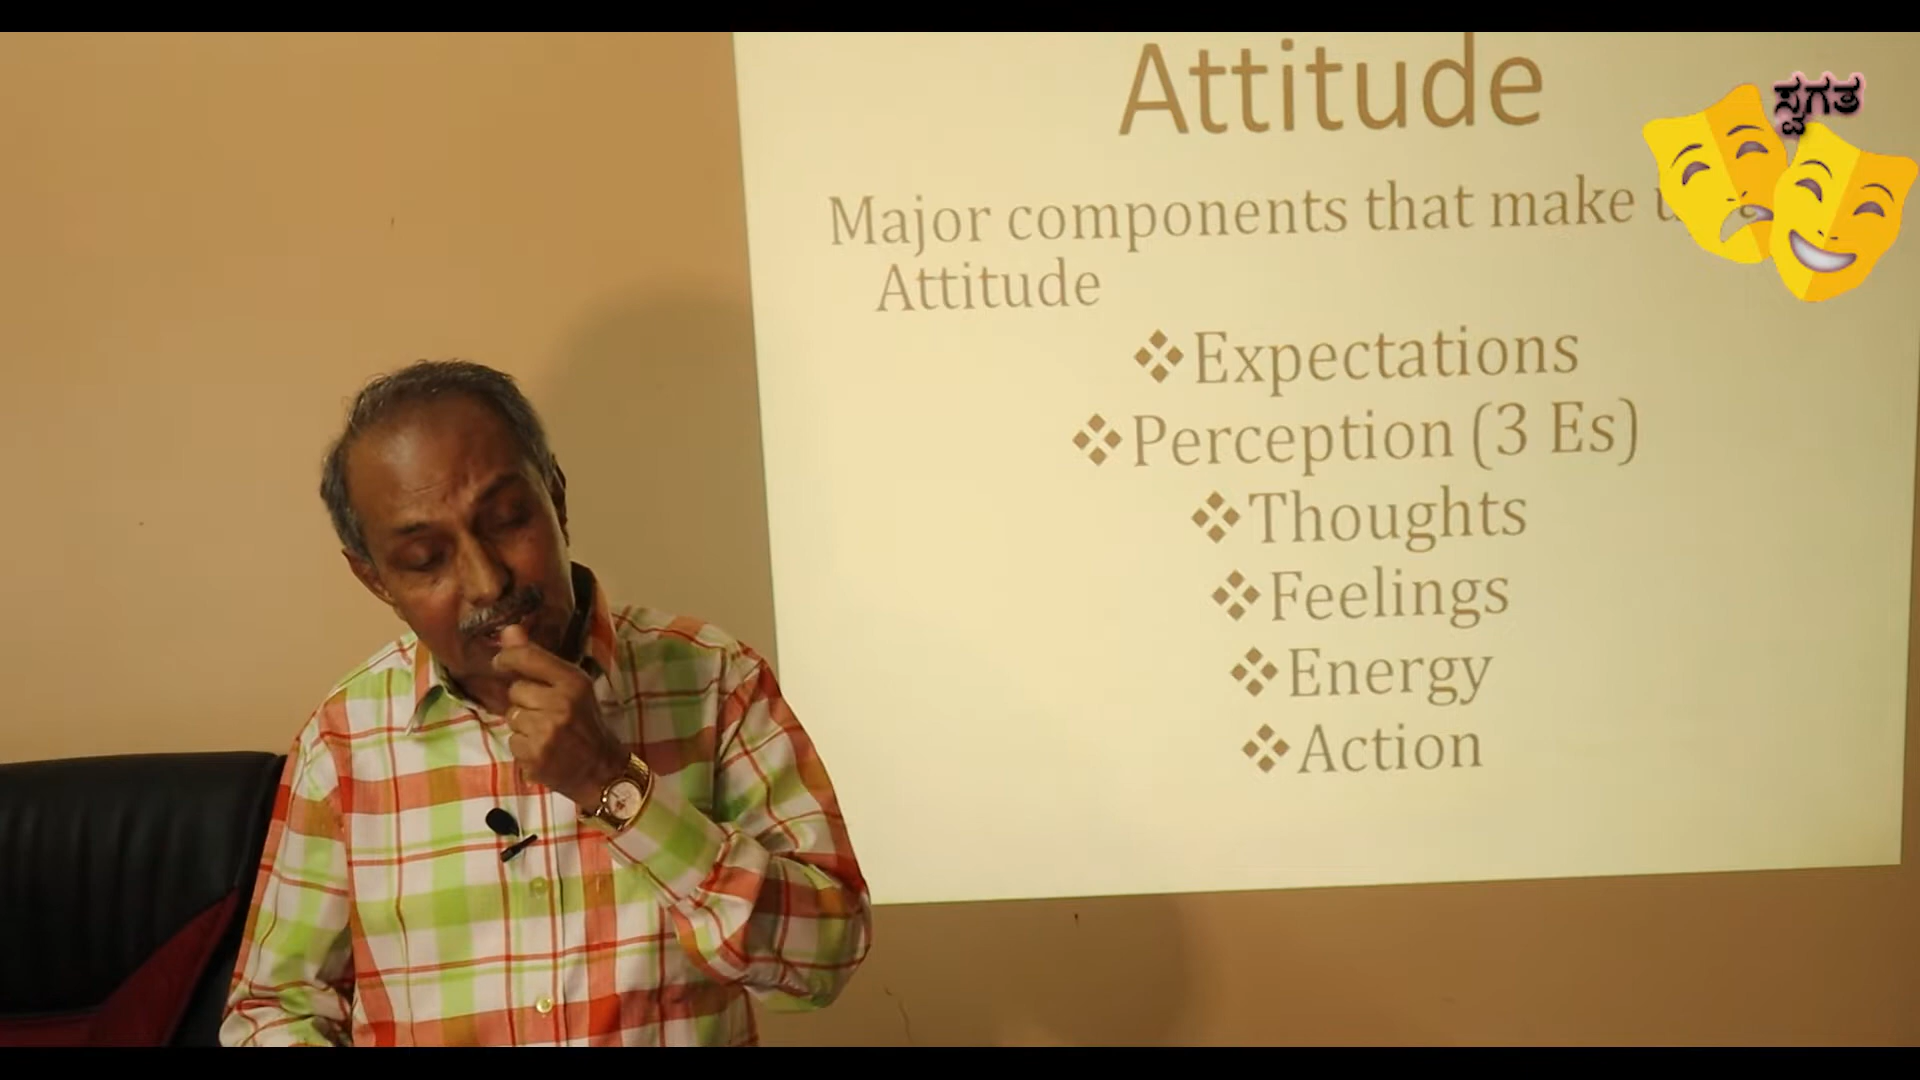 Attitude
ಸ್ವಗತ
Major components that make
Attitude
❖Expectations
❖Perception (3 Es)
❖Thoughts
❖Feelings
❖Energy
❖Action